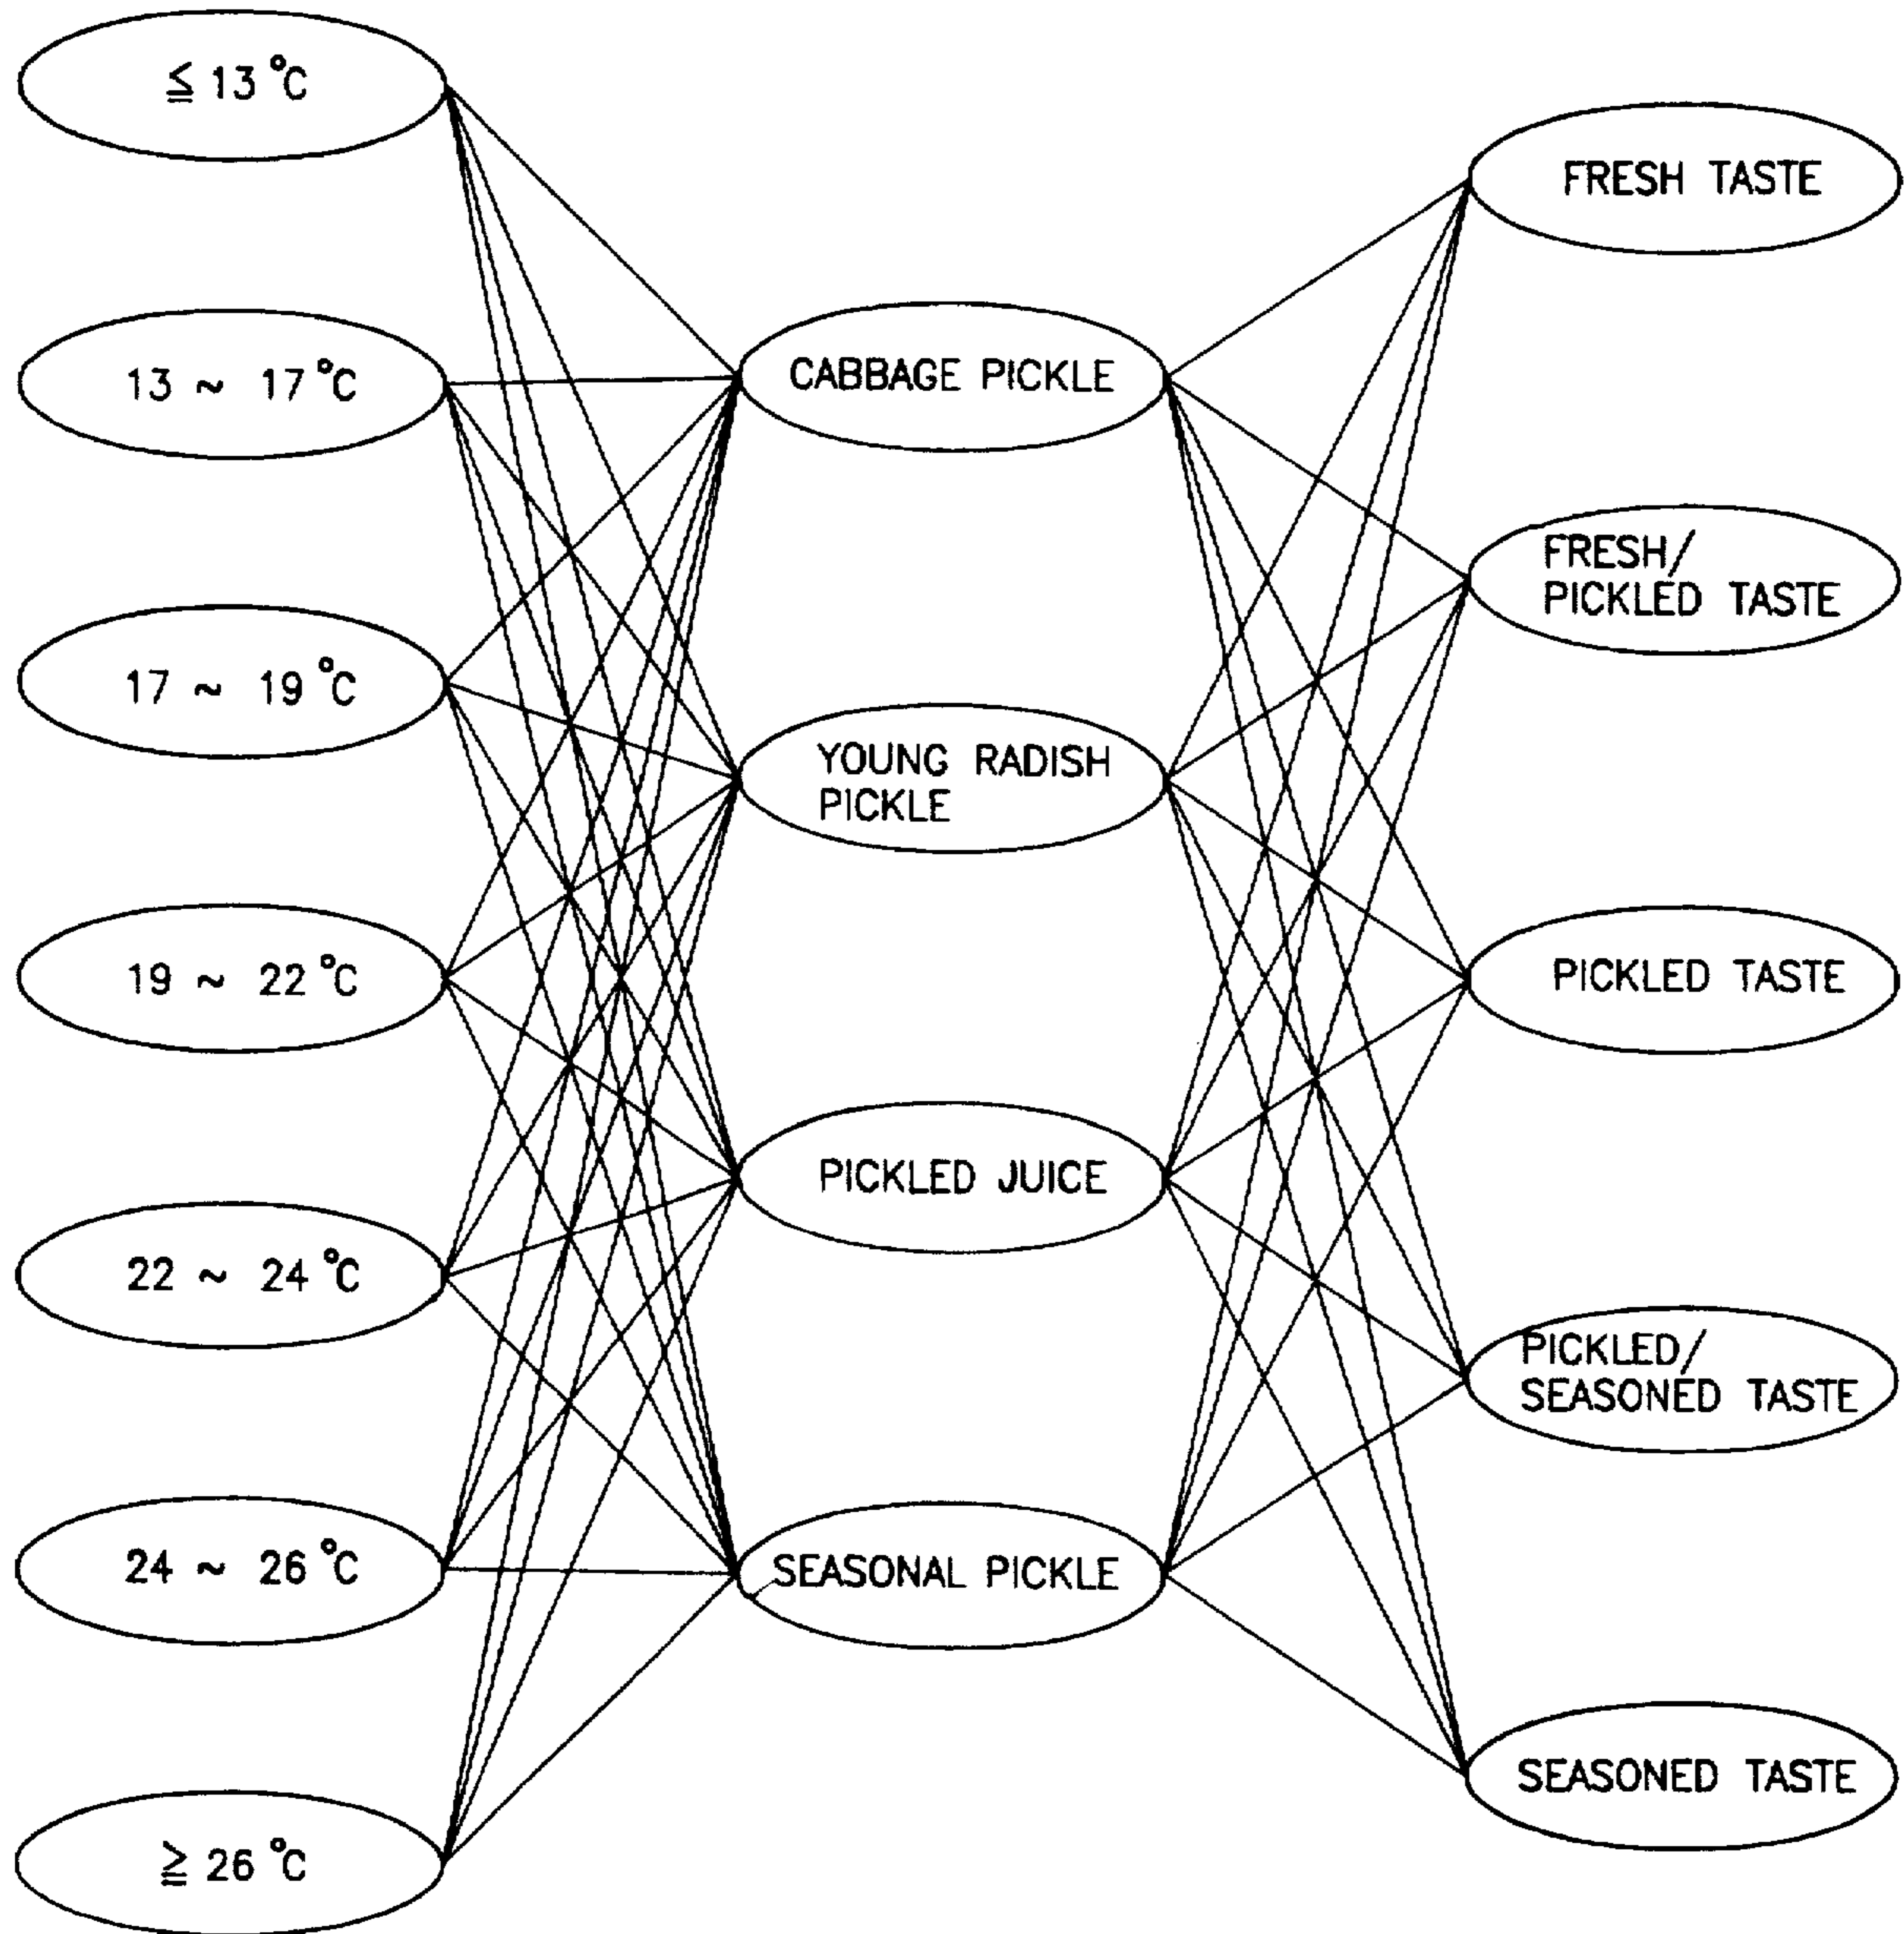 ≦ 13 °C
13 ~ 17 °C
17 ~ 19 °C
19 ~ 22 °C
22 ~ 24 °C
24 ~ 26 °C
≧ 26 °C
CABBAGE PICKLE
YOUNG RADISH
PICKLE
PICKLED JUICE
SEASONAL PICKLE
FRESH TASTE
FRESH/
PICKLED TASTE
PICKLED TASTE
PICKLED/
SEASONED TASTE
SEASONED TASTE